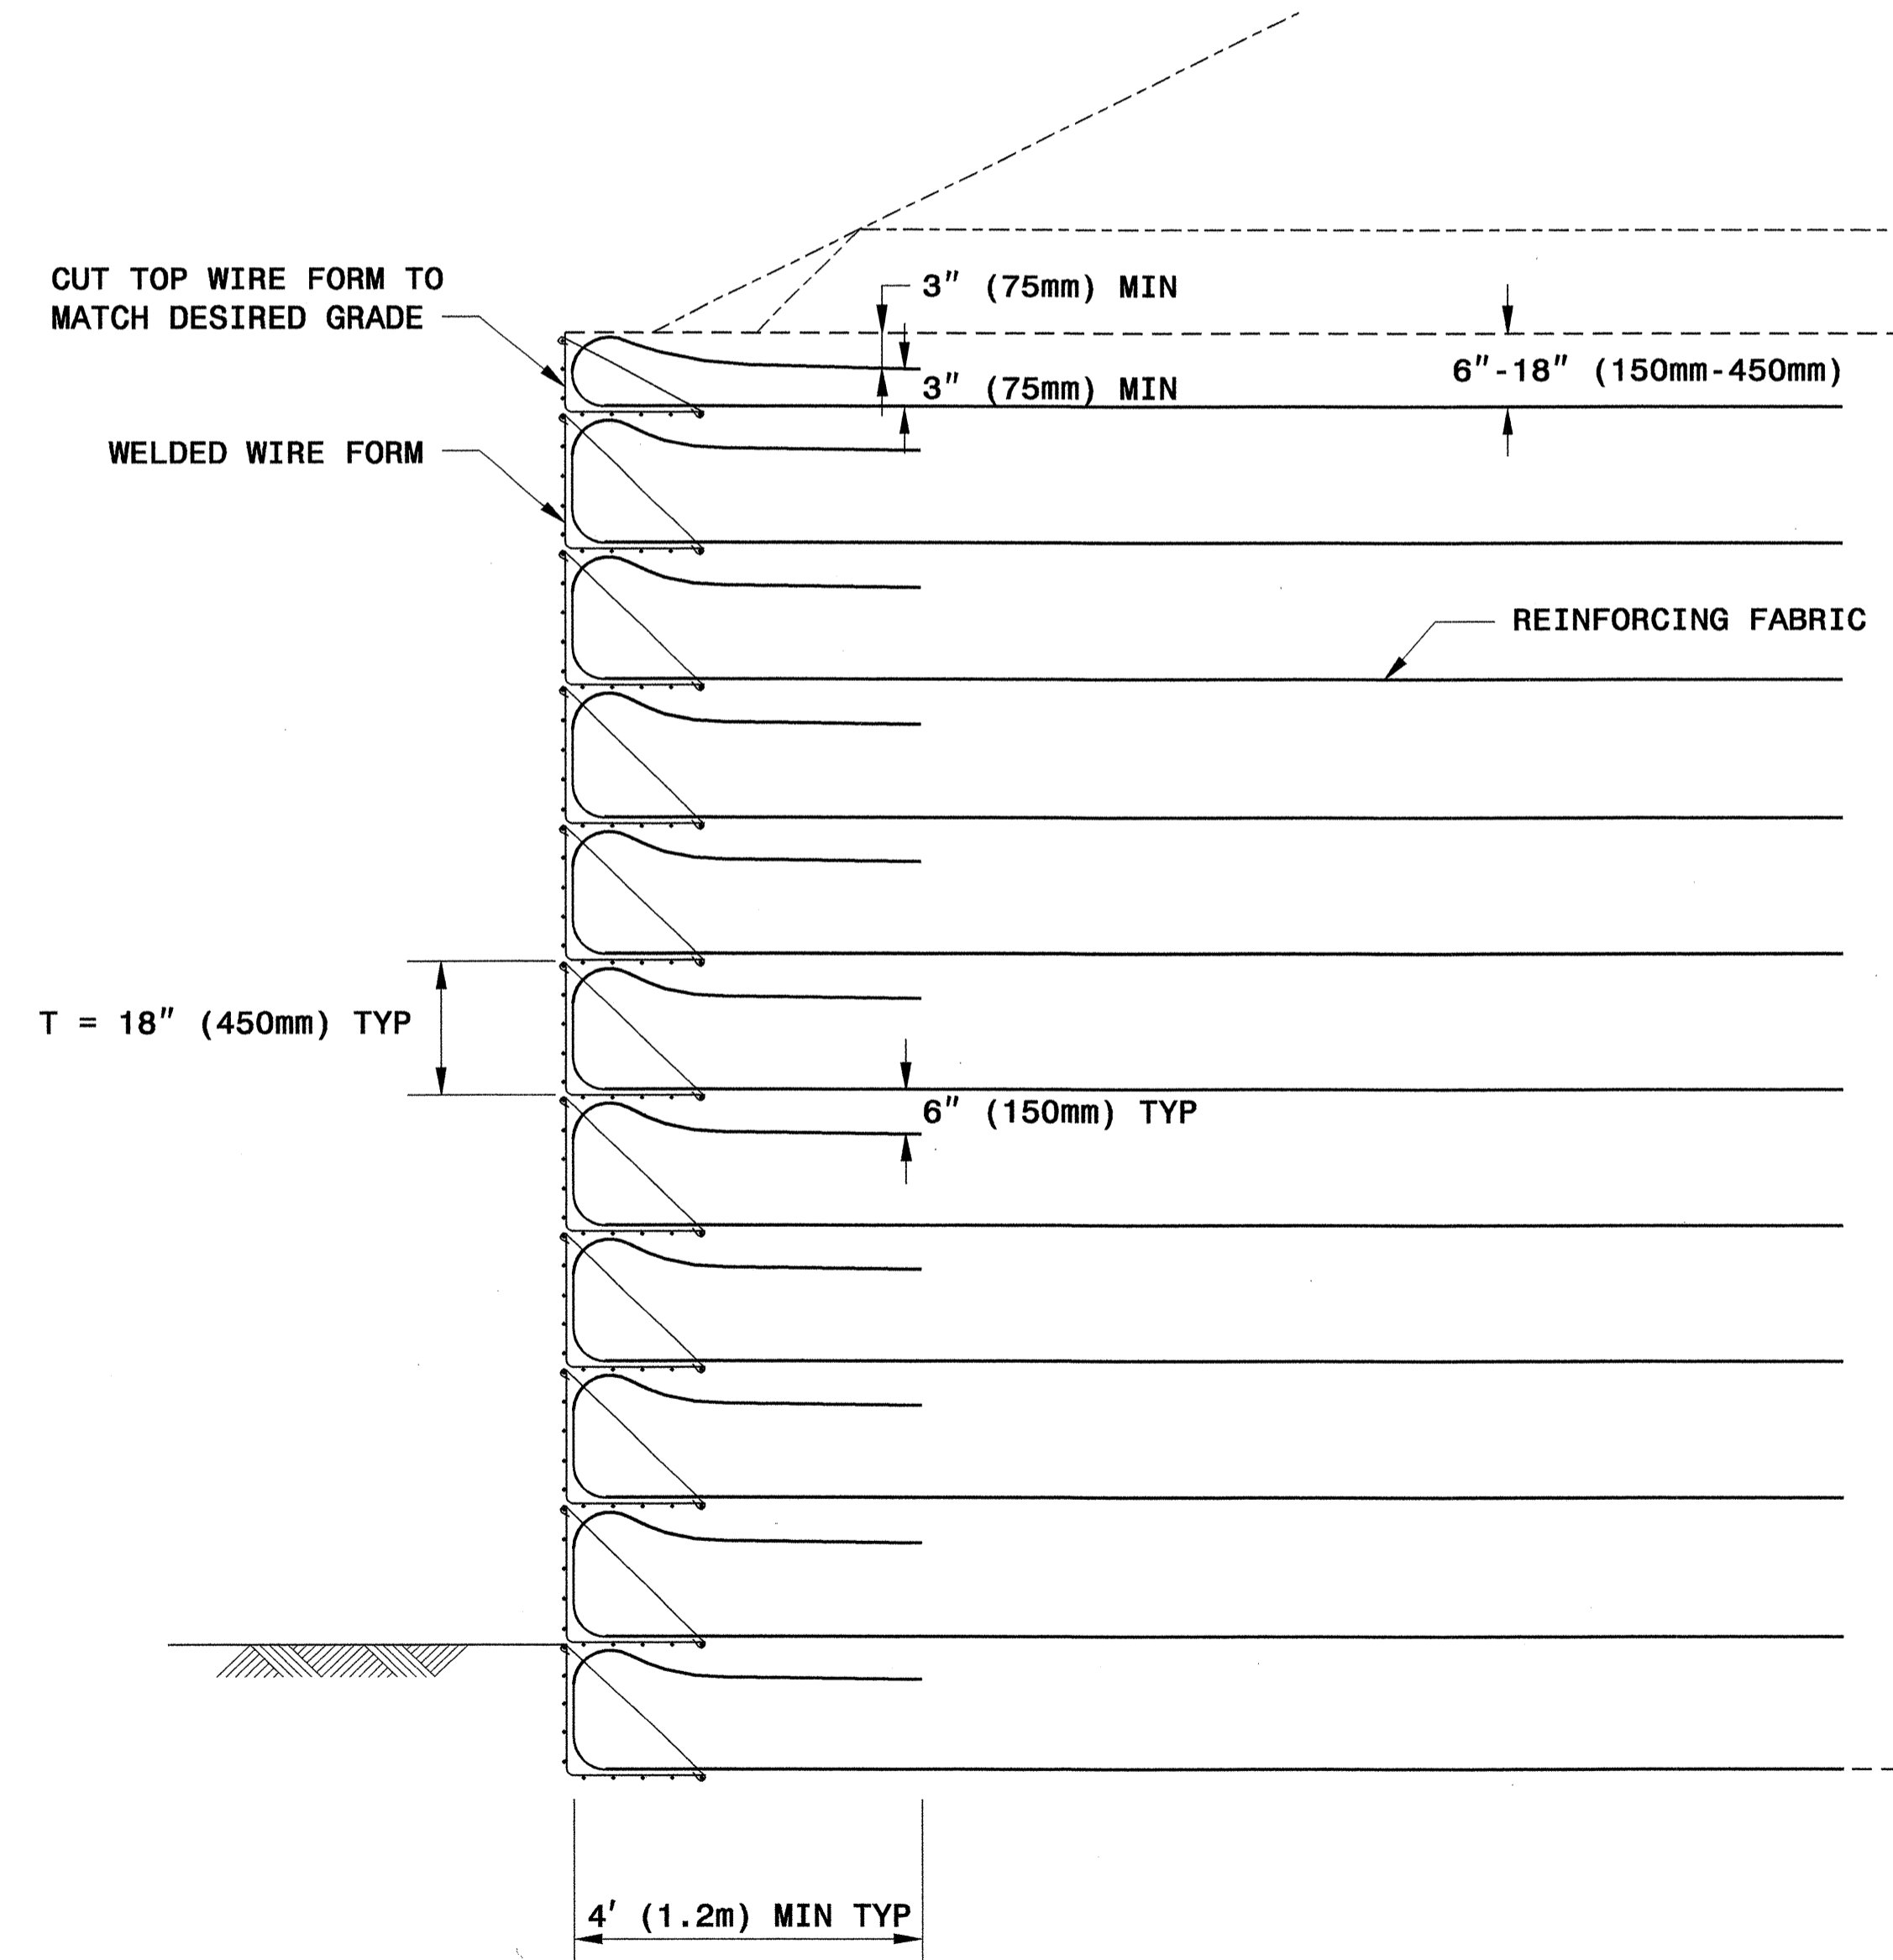 CUT TOP WIRE FORM TO
MATCH DESIRED GRADE
3" (75mm) MIN
3" (75mm) MIN
6"-18" (150mm-450mm)
WELDED WIRE FORM
REINFORCING FABRIC
T = 18" (450mm) TYP
6" (150mm) TYP
4' (1.2m) MIN TYP